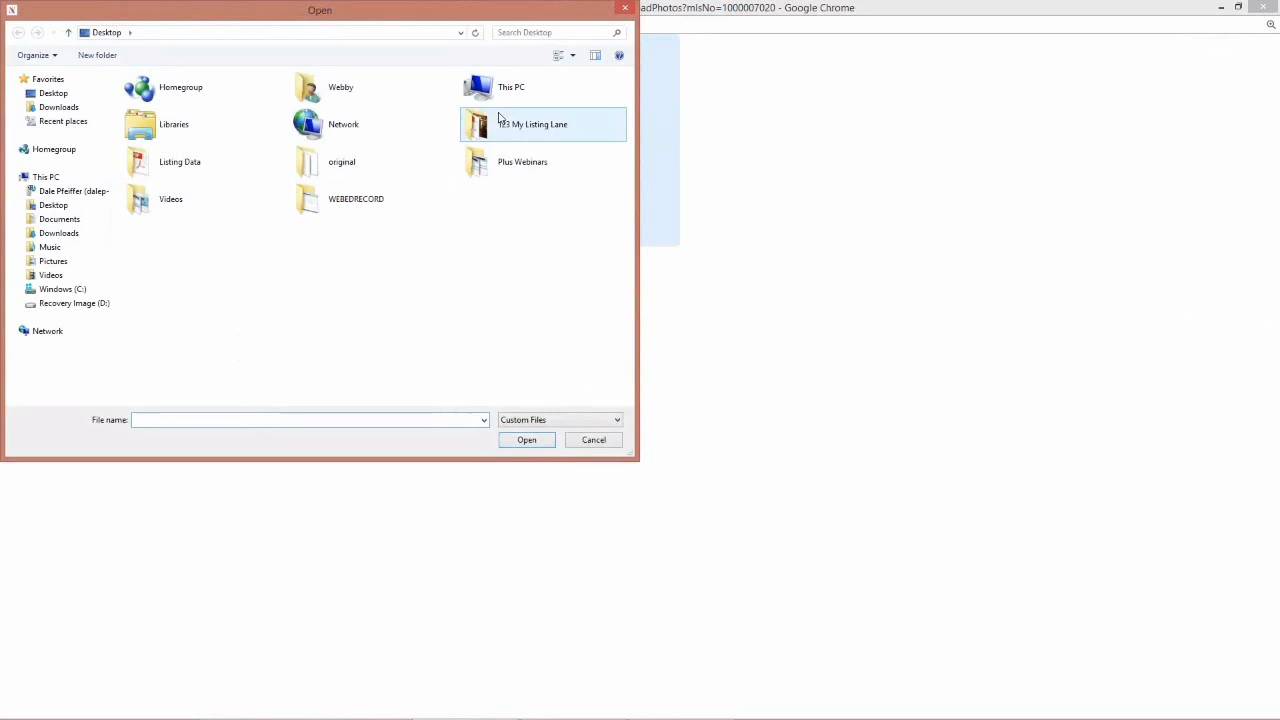 Open
adPhotos?mlsNo=1000007020 - Google Chrome
Desktop
Search Desktop
Organize
New folder
Favorites
Desktop
Downloads
Recent places
Homegroup
This PC
Dale Pfeiffer (dalep-
Desktop
Documents
Downloads
Music
Pictures
Videos
Windows (C:)
Recovery Image (D:)
Network
Homegroup
Webby
This PC
Libraries
Network
123 My Listing Lane
Listing Data
original
Plus Webinars
Videos
WEBEDRECORD
File name:
Custom Files
Open
Cancel